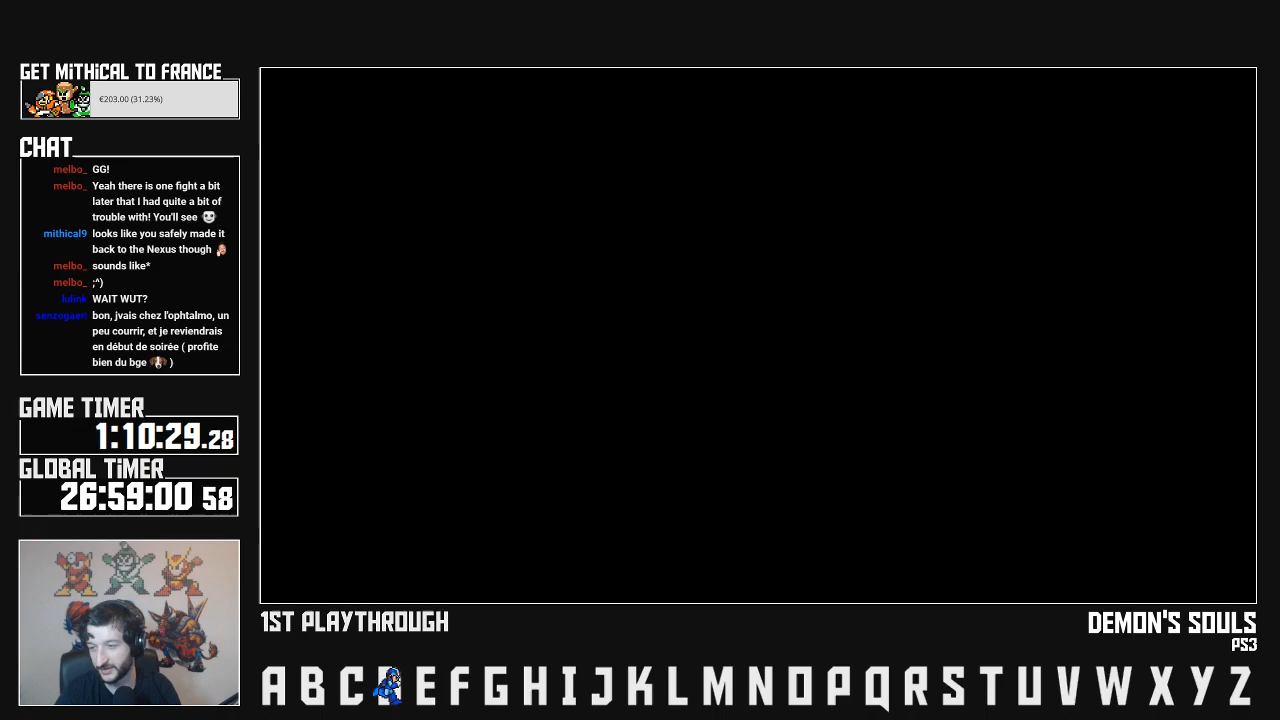 GET MiTHiCAL TO FRANCE
€203.00 (31.23%)
CHAT
melbo_ GG!
melbo_ Yeah there is one fight a bit
later that I had quite a bit of
trouble with! You'll see
mithical9 looks like you safely made it
back to the Nexus though
melbo_ sounds like*
melbo_ ;^)
WAIT WUT?
bon, jvais chez l'ophtalmo, un
peu courrir, et je reviendrais
en début de soirée ( profite
bien du bge )
GAME TIMER
1:10:29.28
GLOBAL TiMER
26:59:00 58
1ST PLAYTHROUGH
DEMON'S SOULS
PS3
A B C E F G H I J K L M N O P Q R S T U V W X Y Z